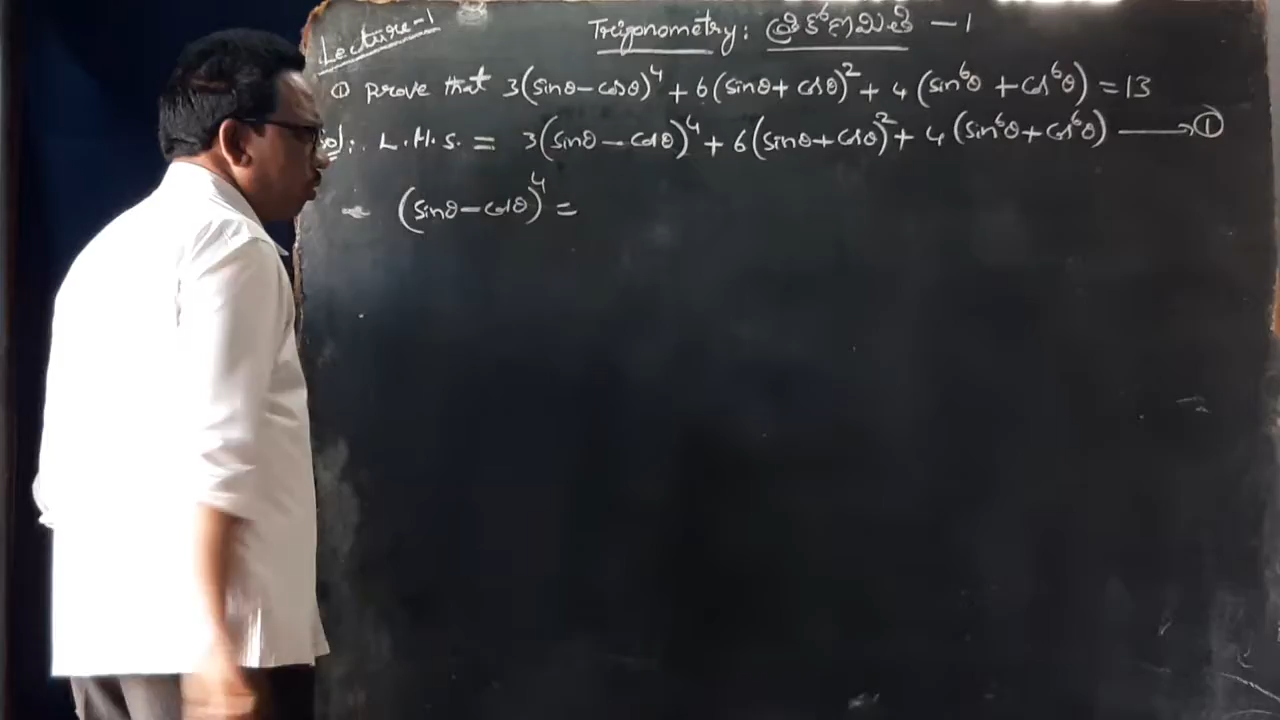 Lecture-1
Trigonometry: త్రికోణమితి - 1
① prove that 3(sinθ-cosθ)⁴ + 6(sinθ+cosθ)² + 4(sin⁶θ + cos⁶θ) = 13
Sol: L.H.S. = 3(sinθ-cosθ)⁴ + 6(sinθ+cosθ)² + 4(sin⁶θ+cos⁶θ) → ①
(sinθ-cosθ)⁴ =